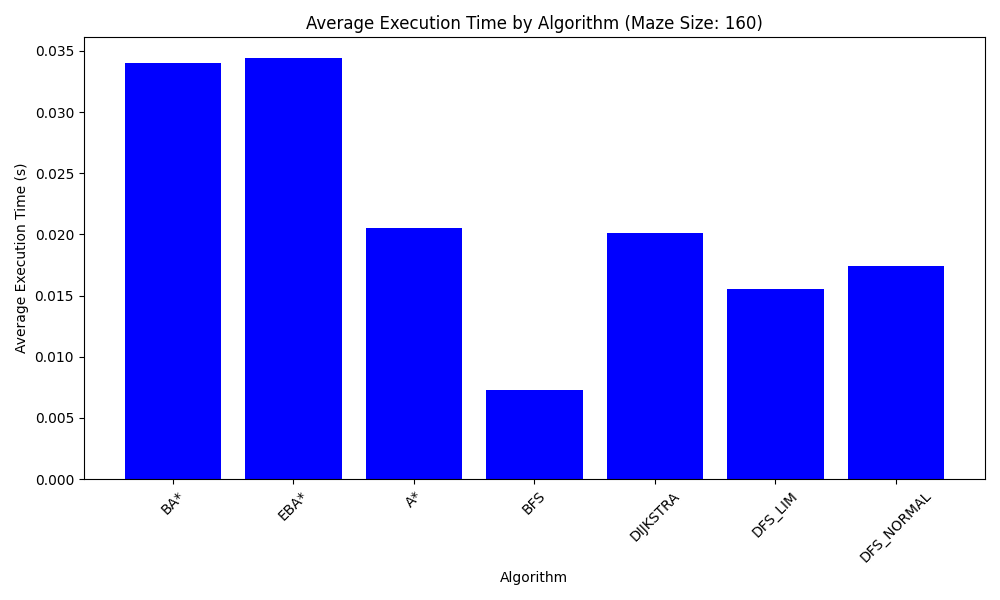 Average Execution Time by Algorithm (Maze Size: 160)
Average Execution Time (s)
0.035
0.030
0.025
0.020
0.015
0.010
0.005
0.000
BA*
EBA*
A*
BFS
DIJKSTRA
DFS_LIM
DFS_NORMAL
Algorithm